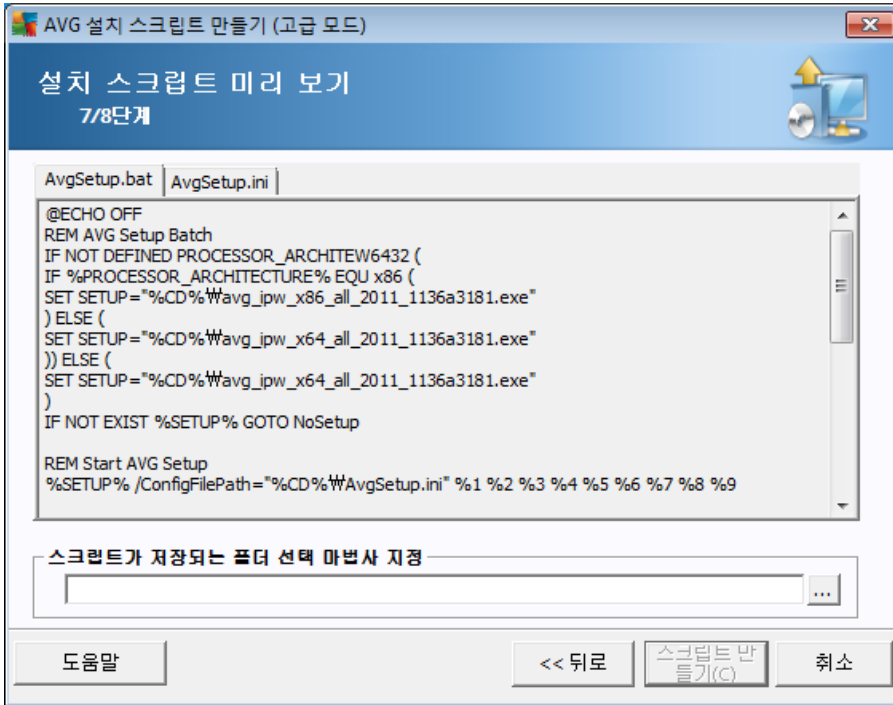 AVG 설치 스크립트 만들기 (고급 모드)
설치 스크립트 미리 보기
7/8단계
AvgSetup.bat
AvgSetup.ini
@ECHO OFF
REM AVG Setup Batch
IF NOT DEFINED PROCESSOR_ARCHITEW6432 (
IF %PROCESSOR_ARCHITECTURE% EQU x86 (
SET SETUP="%CD%₩avg_ipw_x86_all_2011_1136a3181.exe"
) ELSE (
SET SETUP="%CD%₩avg_ipw_x64_all_2011_1136a3181.exe"
)) ELSE (
SET SETUP="%CD%₩avg_ipw_x64_all_2011_1136a3181.exe"
)
IF NOT EXIST %SETUP% GOTO NoSetup
REM Start AVG Setup
%SETUP% /ConfigFilePath="%CD%₩AvgSetup.ini" %1 %2 %3 %4 %5 %6 %7 %8 %9
스크립트가 저장되는 폴더 선택 마법사 지정
...
도움말
<< 뒤로
스크립트 만
들기(C)
취소